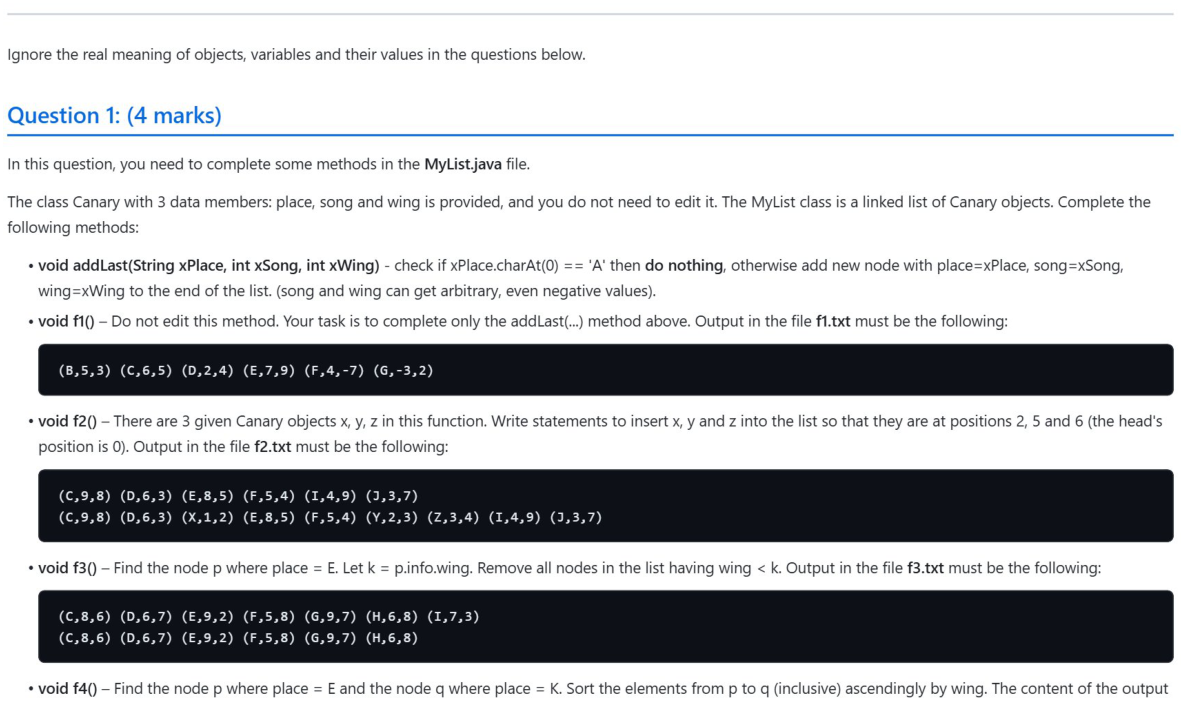 Ignore the real meaning of objects, variables and their values in the questions below.
Question 1: (4 marks)
In this question, you need to complete some methods in the MyList.java file.
The class Canary with 3 data members: place, song and wing is provided, and you do not need to edit it. The MyList class is a linked list of Canary objects. Complete the
following methods:
• void addLast(String xPlace, int xSong, int xWing) - check if xPlace.charAt(0) == 'A' then do nothing, otherwise add new node with place=xPlace, song=xSong,
wing=xWing to the end of the list. (song and wing can get arbitrary, even negative values).
• void f1() – Do not edit this method. Your task is to complete only the addLast(...) method above. Output in the file f1.txt must be the following:
(B,5,3) (C,6,5) (D,2,4) (E,7,9) (F,4,-7) (G,-3,2)
• void f2() – There are 3 given Canary objects x, y, z in this function. Write statements to insert x, y and z into the list so that they are at positions 2, 5 and 6 (the head's
position is 0). Output in the file f2.txt must be the following:
(C,9,8) (D,6,3) (E,8,5) (F,5,4) (I,4,9) (J,3,7)
(C,9,8) (D,6,3) (X,1,2) (E,8,5) (F,5,4) (Y,2,3) (Z,3,4) (I,4,9) (J,3,7)
• void f3() – Find the node p where place = E. Let k = p.info.wing. Remove all nodes in the list having wing < k. Output in the file f3.txt must be the following:
(C,8,6) (D,6,7) (E,9,2) (F,5,8) (G,9,7) (H,6,8) (I,7,3)
(C,8,6) (D,6,7) (E,9,2) (F,5,8) (G,9,7) (H,6,8)
• void f4() – Find the node p where place = E and the node q where place = K. Sort the elements from p to q (inclusive) ascendingly by wing. The content of the output